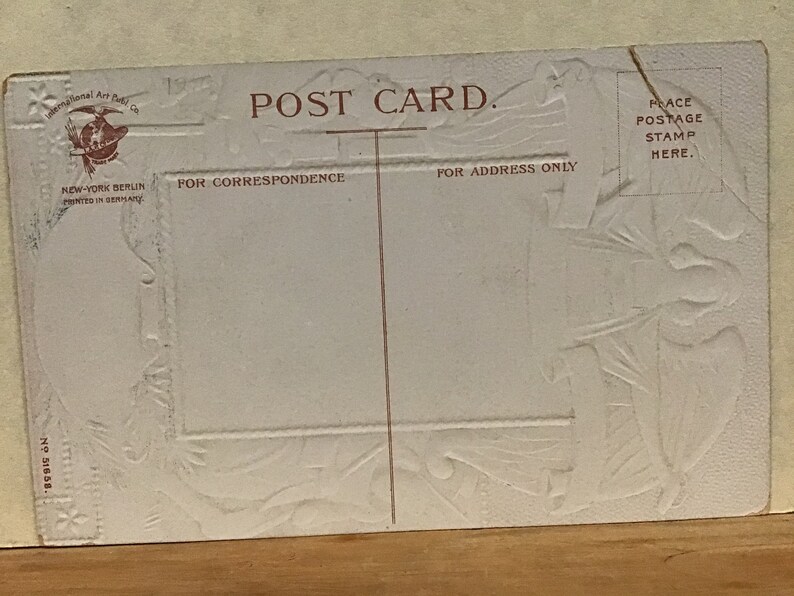 International Art Publ. Co.
NEW-YORK BERLIN
PRINTED IN GERMANY.
POST CARD.
FOR CORRESPONDENCE
FOR ADDRESS ONLY
PLACE
POSTAGE
STAMP
HERE.
No 51658.